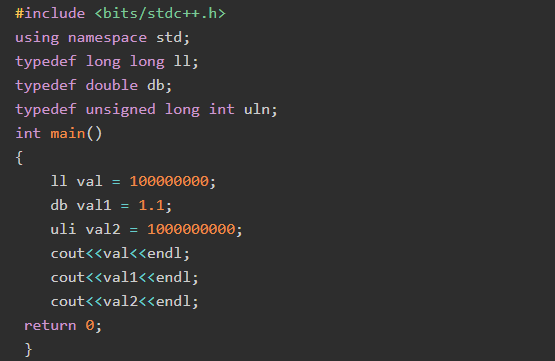 #include <bits/stdc++.h>
using namespace std;
typedef long long ll;
typedef double db;
typedef unsigned long int uln;
int main()
{
    ll val = 100000000;
    db val1 = 1.1;
    uli val2 = 1000000000;
    cout<<val<<endl;
    cout<<val1<<endl;
    cout<<val2<<endl;
 return 0;
 }